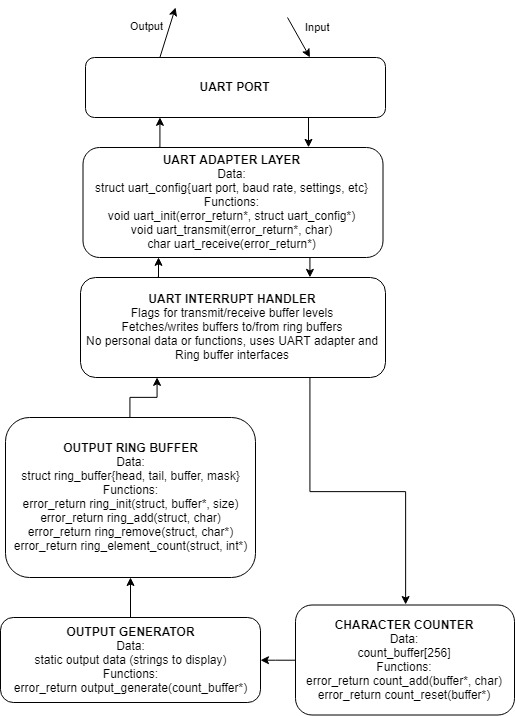 Output
Input
UART PORT
UART ADAPTER LAYER
Data:
struct uart_config{uart port, baud rate, settings, etc}
Functions:
void uart_init(error_return*, struct uart_config*)
void uart_transmit(error_return*, char)
char uart_receive(error_return*)
UART INTERRUPT HANDLER
Flags for transmit/receive buffer levels
Fetches/writes buffers to/from ring buffers
No personal data or functions, uses UART adapter and
Ring buffer interfaces
OUTPUT RING BUFFER
Data:
struct ring_buffer{head, tail, buffer, mask}
Functions:
error_return ring_init(struct, buffer*, size)
error_return ring_add(struct, char)
error_return ring_remove(struct, char*)
error_return ring_element_count(struct, int*)
OUTPUT GENERATOR
Data:
static output data (strings to display)
Functions:
error_return output_generate(count_buffer*)
CHARACTER COUNTER
Data:
count_buffer[256]
Functions:
error_return count_add(buffer*, char)
error_return count_reset(buffer*)